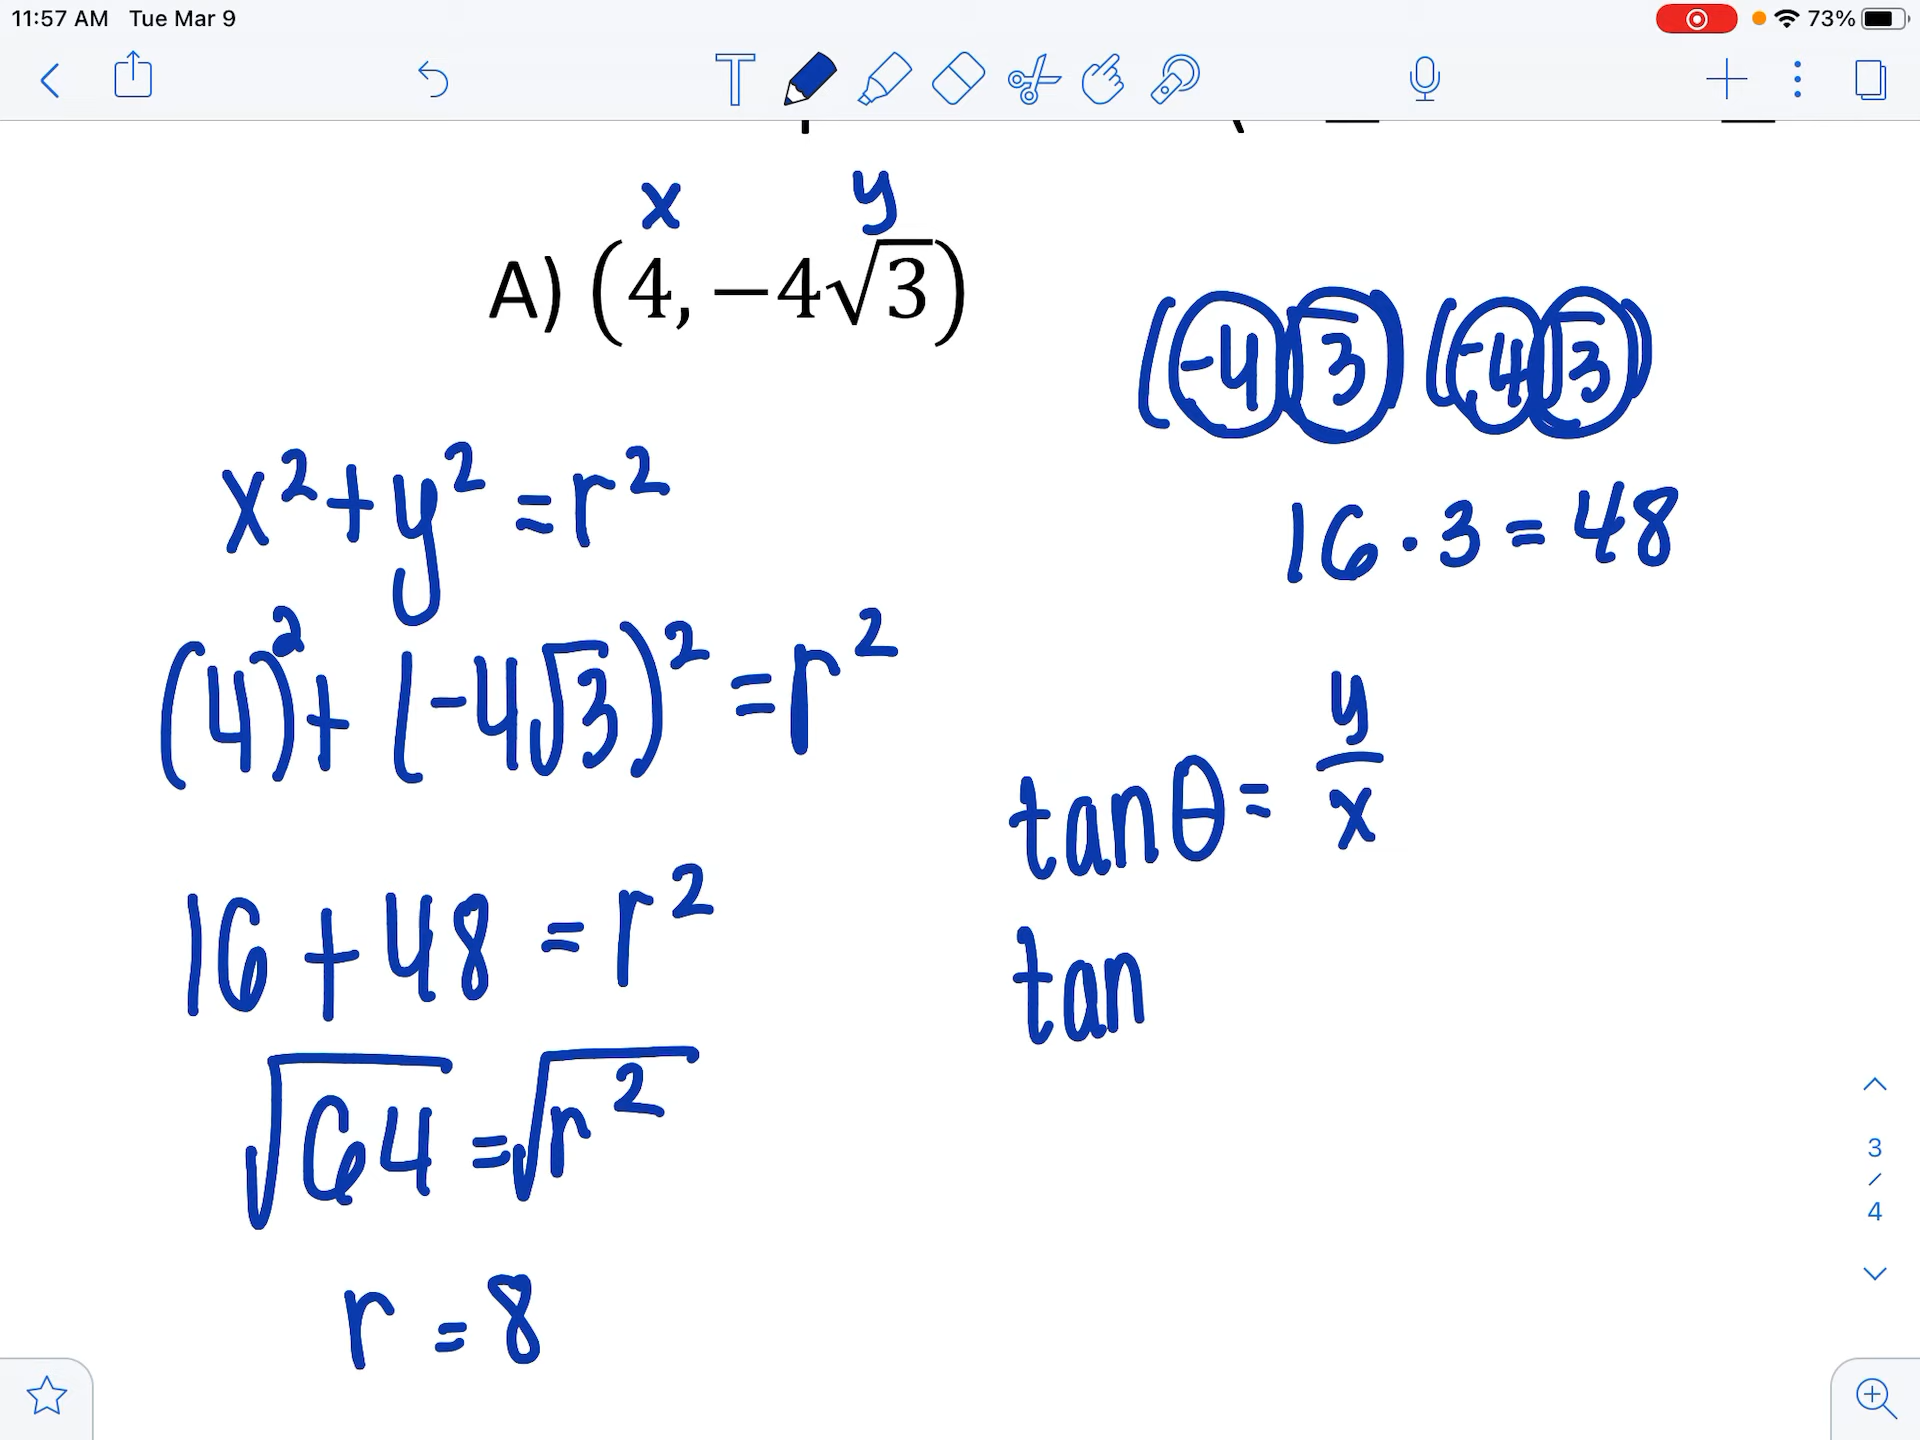 11:57 AM Tue Mar 9
73%
T
x y
A) (4, −4√3)
(-4√3)(-4√3)
16 · 3 = 48
x² + y² = r²
(4)² + (-4√3)² = r²
16 + 48 = r²
√64 = √r²
r = 8
tanθ = y/x
tan
3
/
4